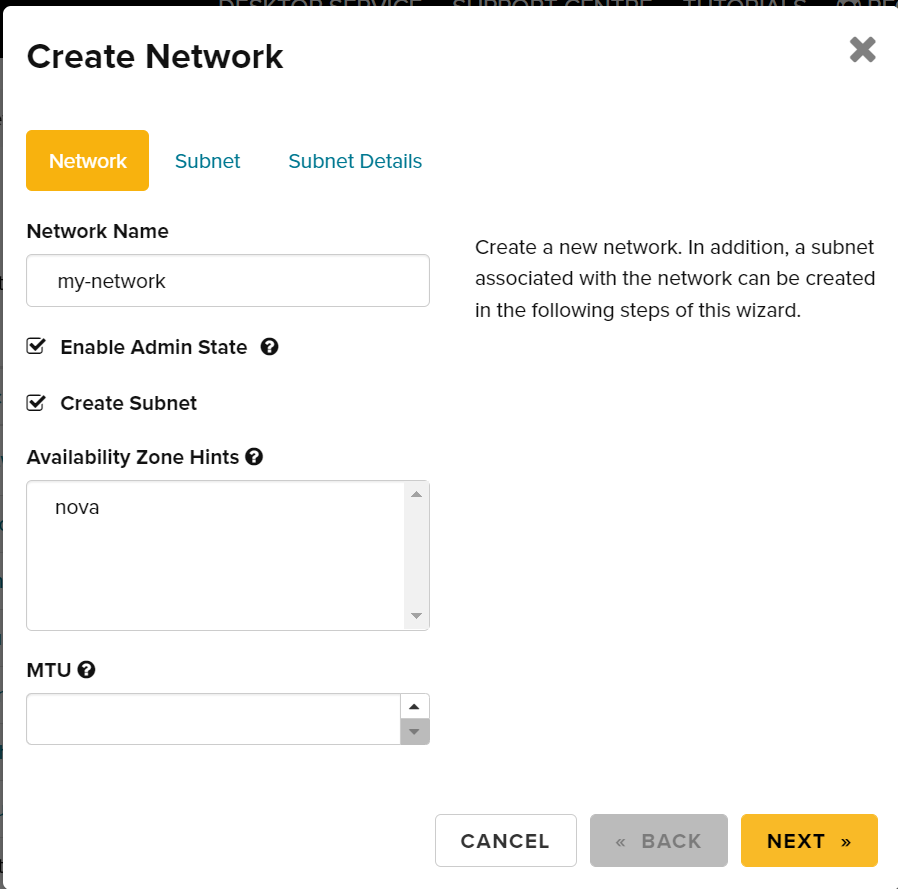 DESKTOP SERVICE SUPPORT CENTRE TUTORIALS
Create Network
Network Subnet Subnet Details
Network Name
my-network
Enable Admin State
Create Subnet
Availability Zone Hints
nova
MTU
Create a new network. In addition, a subnet
associated with the network can be created
in the following steps of this wizard.
CANCEL « BACK NEXT »